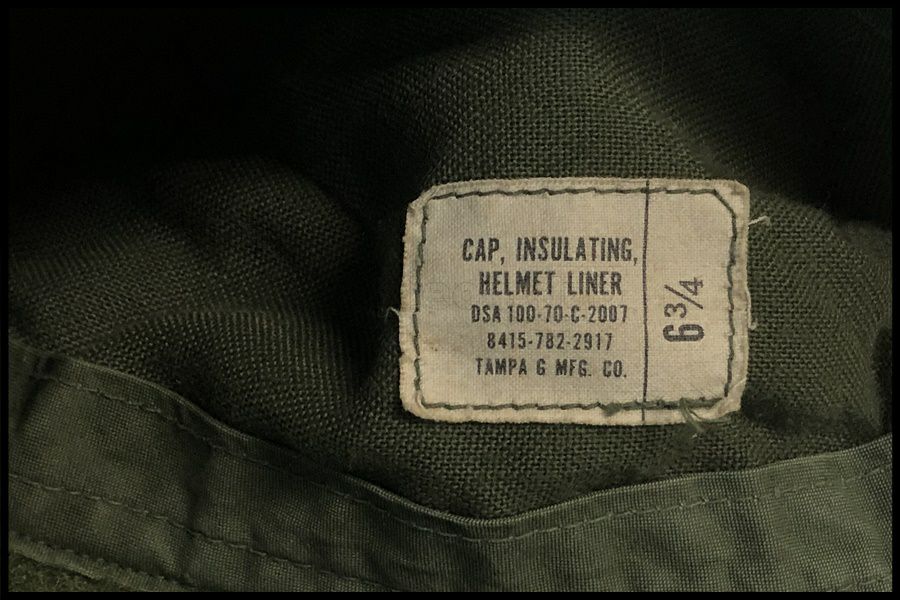 CAP, INSULATING,
HELMET LINER
DSA 100-70-C-2007
8415-782-2917
TAMPA G MFG. CO.
6¾